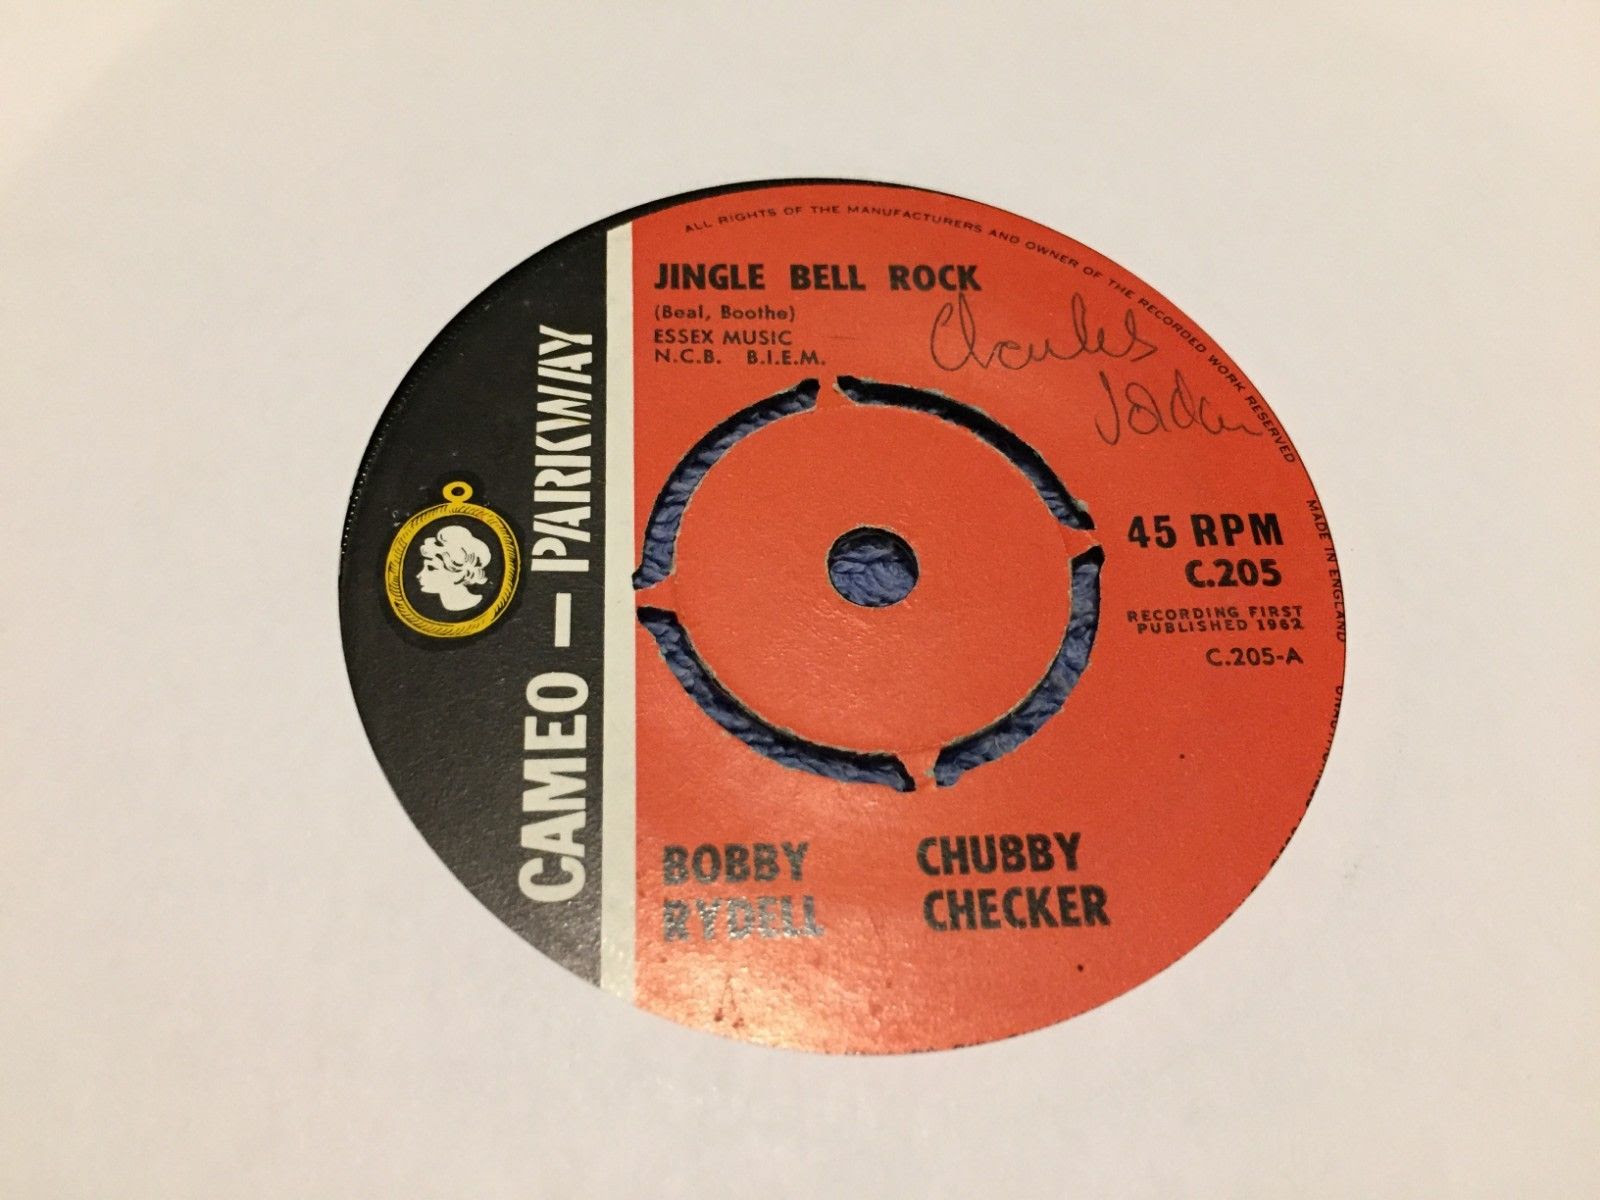 ALL RIGHTS OF THE MANUFACTURERS AND OWNER OF THE RECORDED WORK RESERVED
JINGLE BELL ROCK
(Beal, Boothe)
ESSEX MUSIC
N.C.B. B.I.E.M.
Charles
Jordan
CAMEO — PARKWAY
45 RPM
C.205
RECORDING FIRST
PUBLISHED 1962
C.205-A
MADE IN ENGLAND
BOBBY
RYDELL
CHUBBY
CHECKER